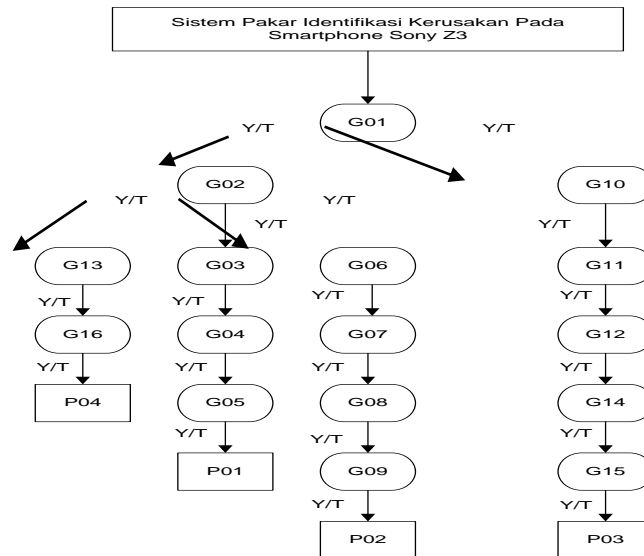 Sistem Pakar Identifikasi Kerusakan Pada
Smartphone Sony Z3
G01
Y/T
Y/T
G02
G10
Y/T
Y/T
Y/T
Y/T
G13
G03
G06
G11
Y/T
Y/T
Y/T
Y/T
G16
G04
G07
G12
Y/T
Y/T
Y/T
Y/T
P04
G05
G08
G14
Y/T
Y/T
Y/T
P01
G09
G15
Y/T
Y/T
P02
P03